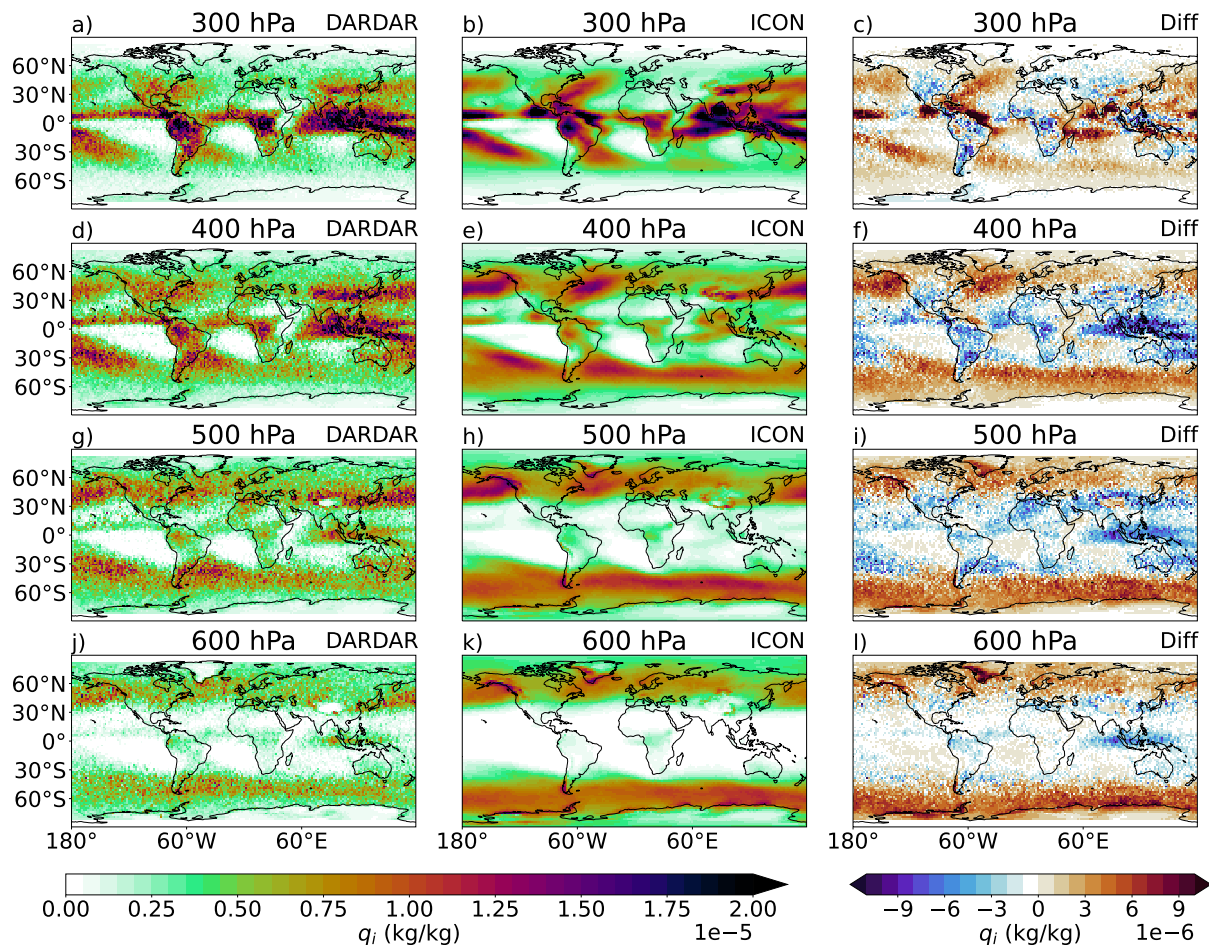 a) 300 hPa DARDAR b) 300 hPa ICON c) 300 hPa Diff
60°N
30°N
0°
30°S
60°S
d) 400 hPa DARDAR e) 400 hPa ICON f) 400 hPa Diff
60°N
30°N
0°
30°S
60°S
g) 500 hPa DARDAR h) 500 hPa ICON i) 500 hPa Diff
60°N
30°N
0°
30°S
60°S
j) 600 hPa DARDAR k) 600 hPa ICON l) 600 hPa Diff
60°N
30°N
0°
30°S
60°S
180° 60°W 60°E 180° 60°W 60°E 180° 60°W 60°E
0.00 0.25 0.50 0.75 1.00 1.25 1.50 1.75 2.00 −9 −6 −3 0 3 6 9
q_i (kg/kg) 1e−5 q_i (kg/kg) 1e−6